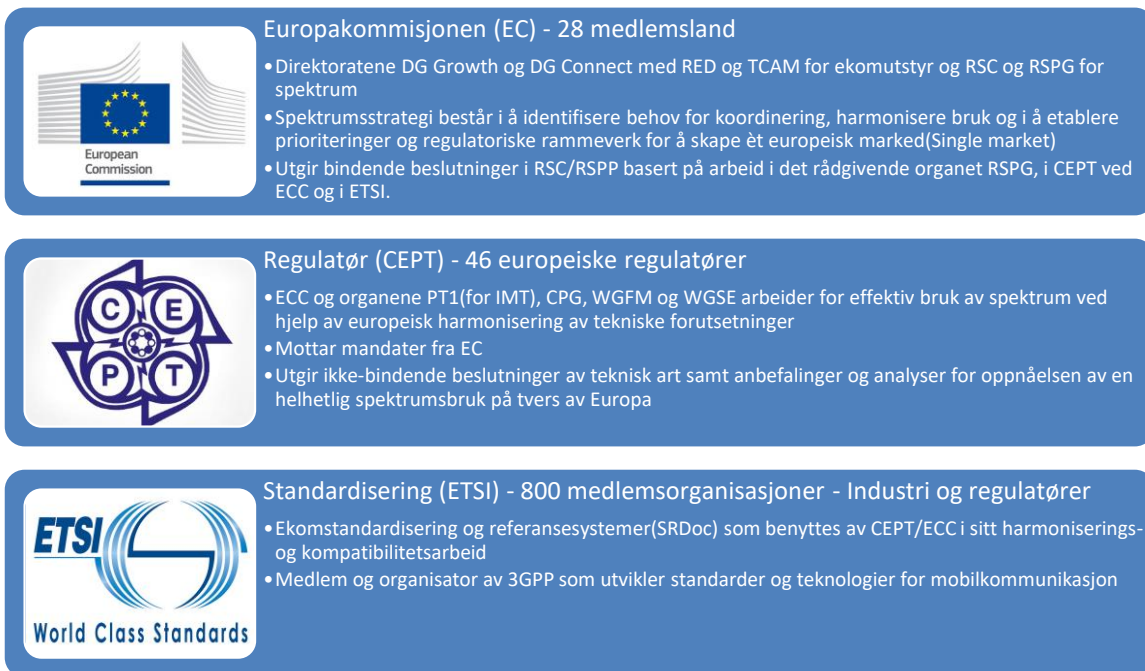 Europakommisjonen (EC) - 28 medlemsland
•Direktoratene DG Growth og DG Connect med RED og TCAM for ekomutstyr og RSC og RSPG for
spektrum
•Spektrumsstrategi består i å identifisere behov for koordinering, harmonisere bruk og i å etablere
prioriteringer og regulatoriske rammeverk for å skape èt europeisk marked(Single market)
•Utgir bindende beslutninger i RSC/RSPP basert på arbeid i det rådgivende organet RSPG, i CEPT ved
ECC og i ETSI.
European
Commission
Regulatør (CEPT) - 46 europeiske regulatører
•ECC og organene PT1(for IMT), CPG, WGFM og WGSE arbeider for effektiv bruk av spektrum ved
hjelp av europeisk harmonisering av tekniske forutsetninger
•Mottar mandater fra EC
•Utgir ikke-bindende beslutninger av teknisk art samt anbefalinger og analyser for oppnåelsen av en
helhetlig spektrumsbruk på tvers av Europa
C E
P T
Standardisering (ETSI) - 800 medlemsorganisasjoner - Industri og regulatører
•Ekomstandardisering og referansesystemer(SRDoc) som benyttes av CEPT/ECC i sitt harmoniserings-
og kompatibilitetsarbeid
•Medlem og organisator av 3GPP som utvikler standarder og teknologier for mobilkommunikasjon
ETSI
World Class Standards